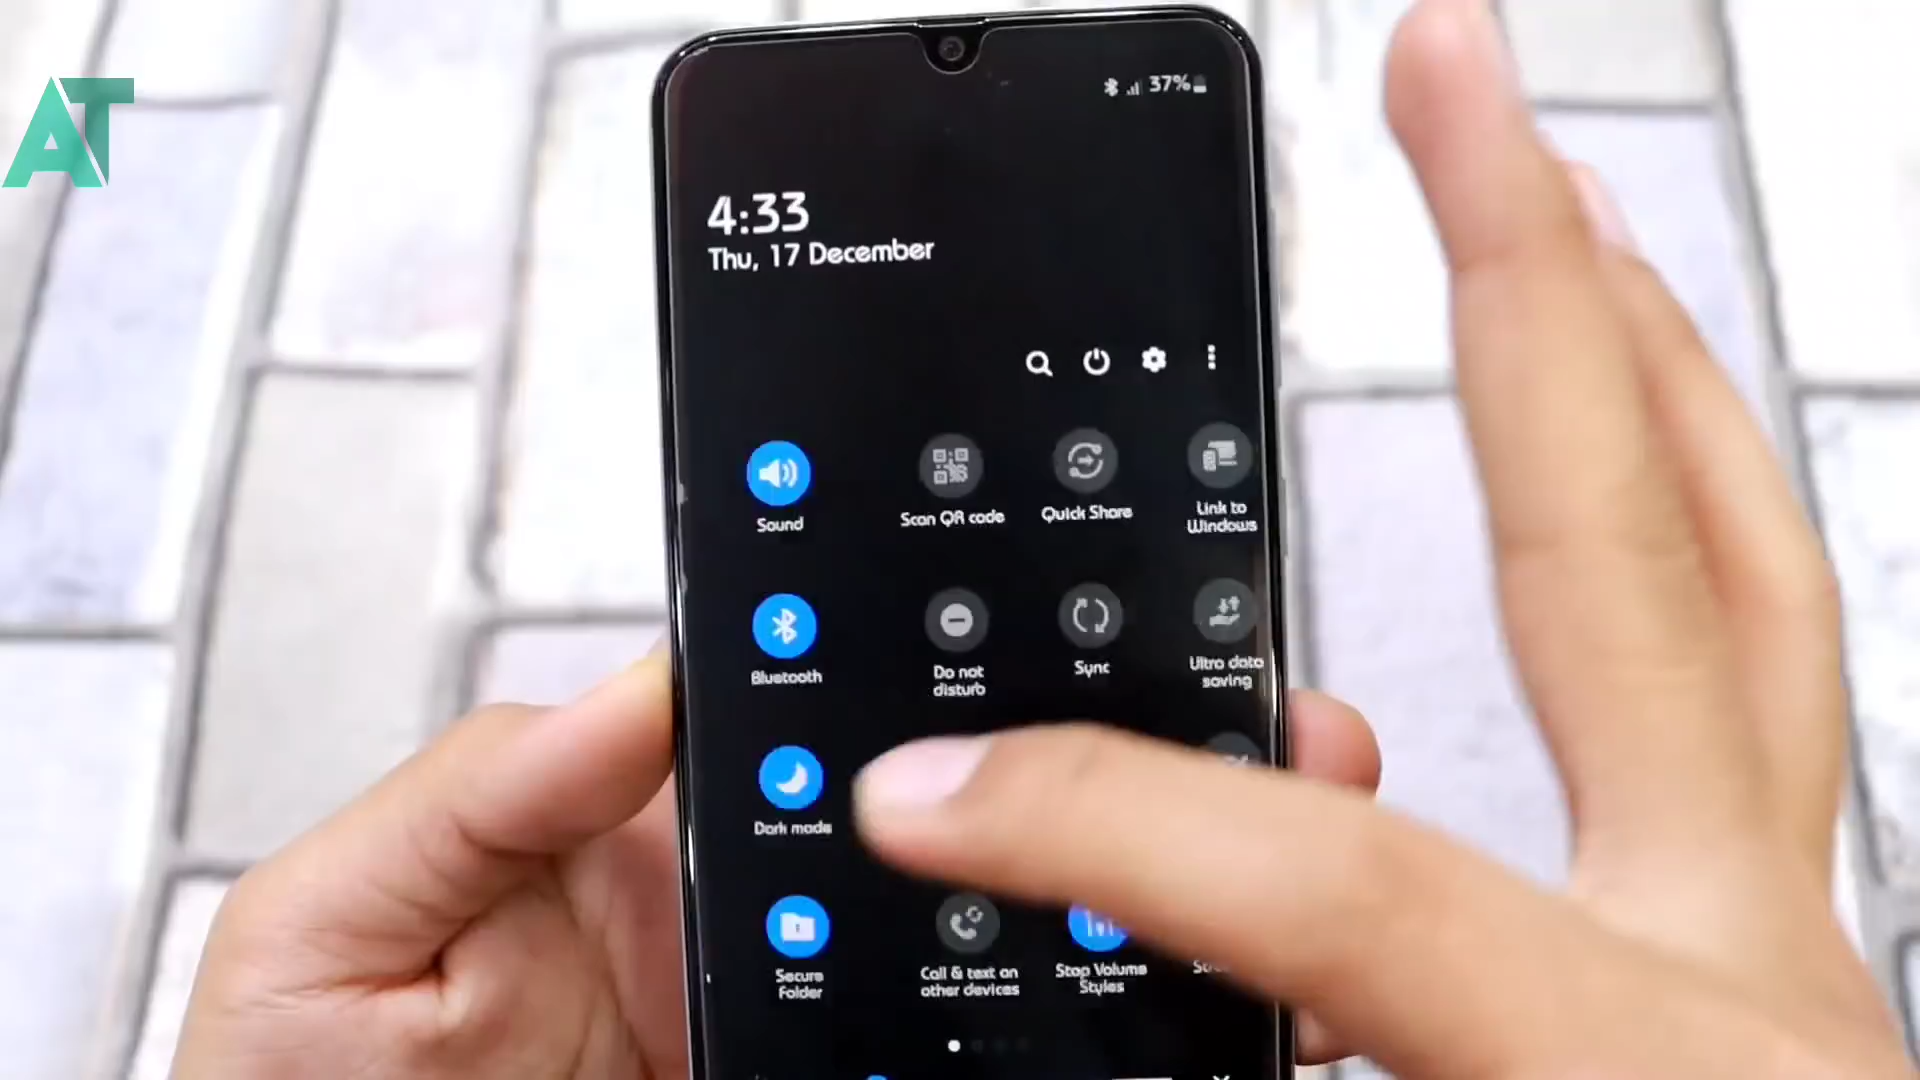 AT
37%
4:33
Thu, 17 December
Sound
Scan QR code
Quick Share
Link to
Windows
Bluetooth
Do not
disturb
Sync
Ultra data
saving
Dark mode
Secure
Folder
Call & text on
other devices
Stop Volume
Styles